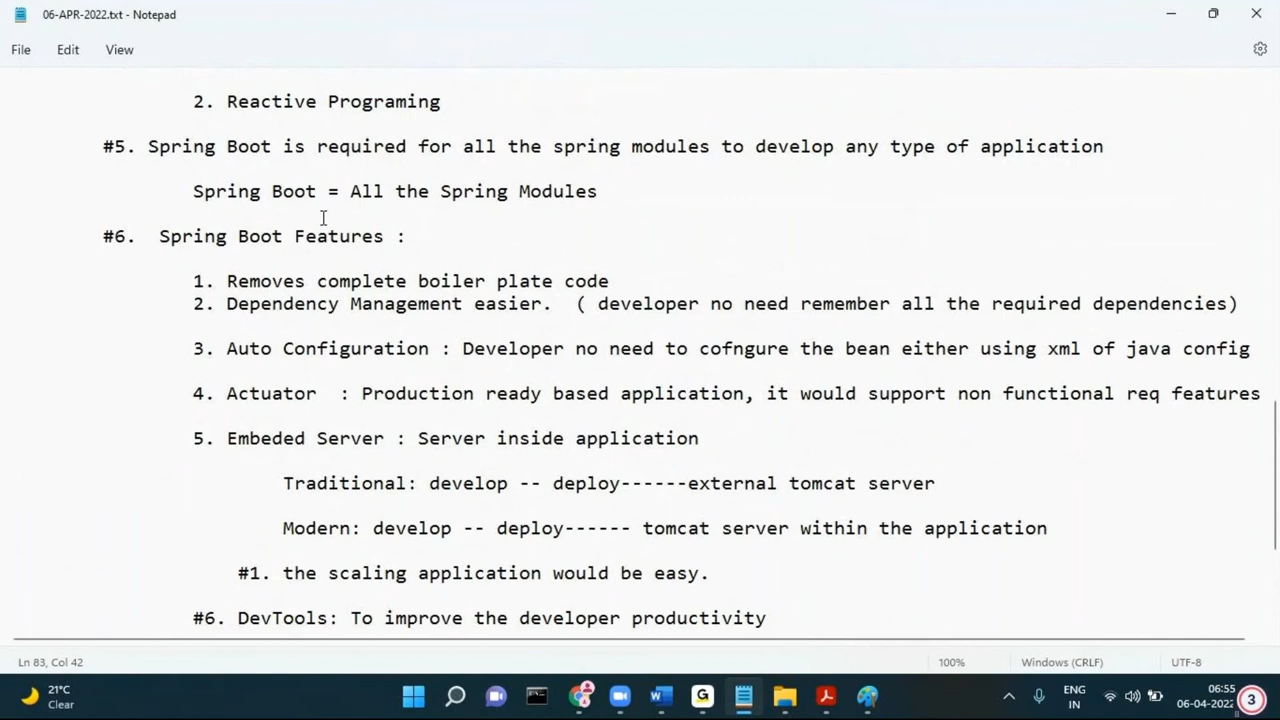 06-APR-2022.txt - Notepad
File Edit View
2. Reactive Programing
#5. Spring Boot is required for all the spring modules to develop any type of application
Spring Boot = All the Spring Modules
#6. Spring Boot Features :
1. Removes complete boiler plate code
2. Dependency Management easier. ( developer no need remember all the required dependencies)
3. Auto Configuration : Developer no need to cofngure the bean either using xml of java config
4. Actuator : Production ready based application, it would support non functional req features
5. Embeded Server : Server inside application
Traditional: develop -- deploy------external tomcat server
Modern: develop -- deploy------ tomcat server within the application
#1. the scaling application would be easy.
#6. DevTools: To improve the developer productivity
Ln 83, Col 42 100% Windows (CRLF) UTF-8
21°C
Clear
ENG
IN
06:55
06-04-2022
3